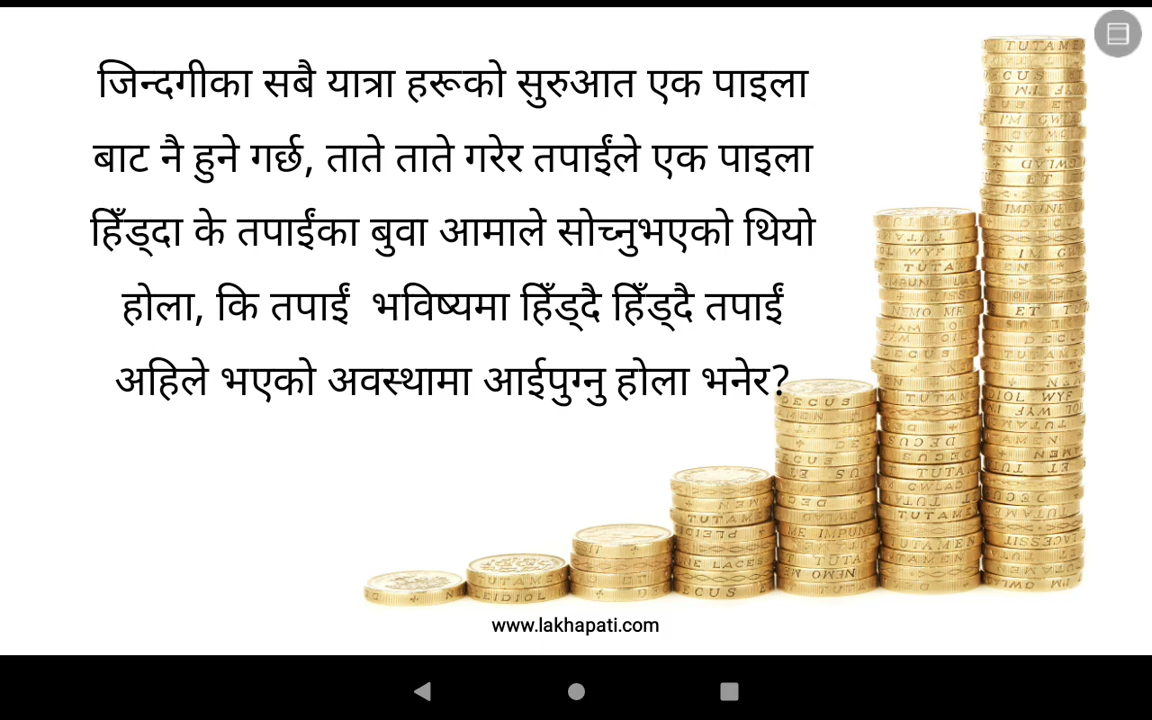 जिन्दगीका सबै यात्रा हरूको सुरुआत एक पाइला
बाट नै हुने गर्छ, ताते ताते गरेर तपाईंले एक पाइला
हिँड्दा के तपाईंका बुवा आमाले सोच्नुभएको थियो
होला, कि तपाईं  भविष्यमा हिँड्दै हिँड्दै तपाईं
अहिले भएको अवस्थामा आईपुग्नु होला भनेर?
www.lakhapati.com